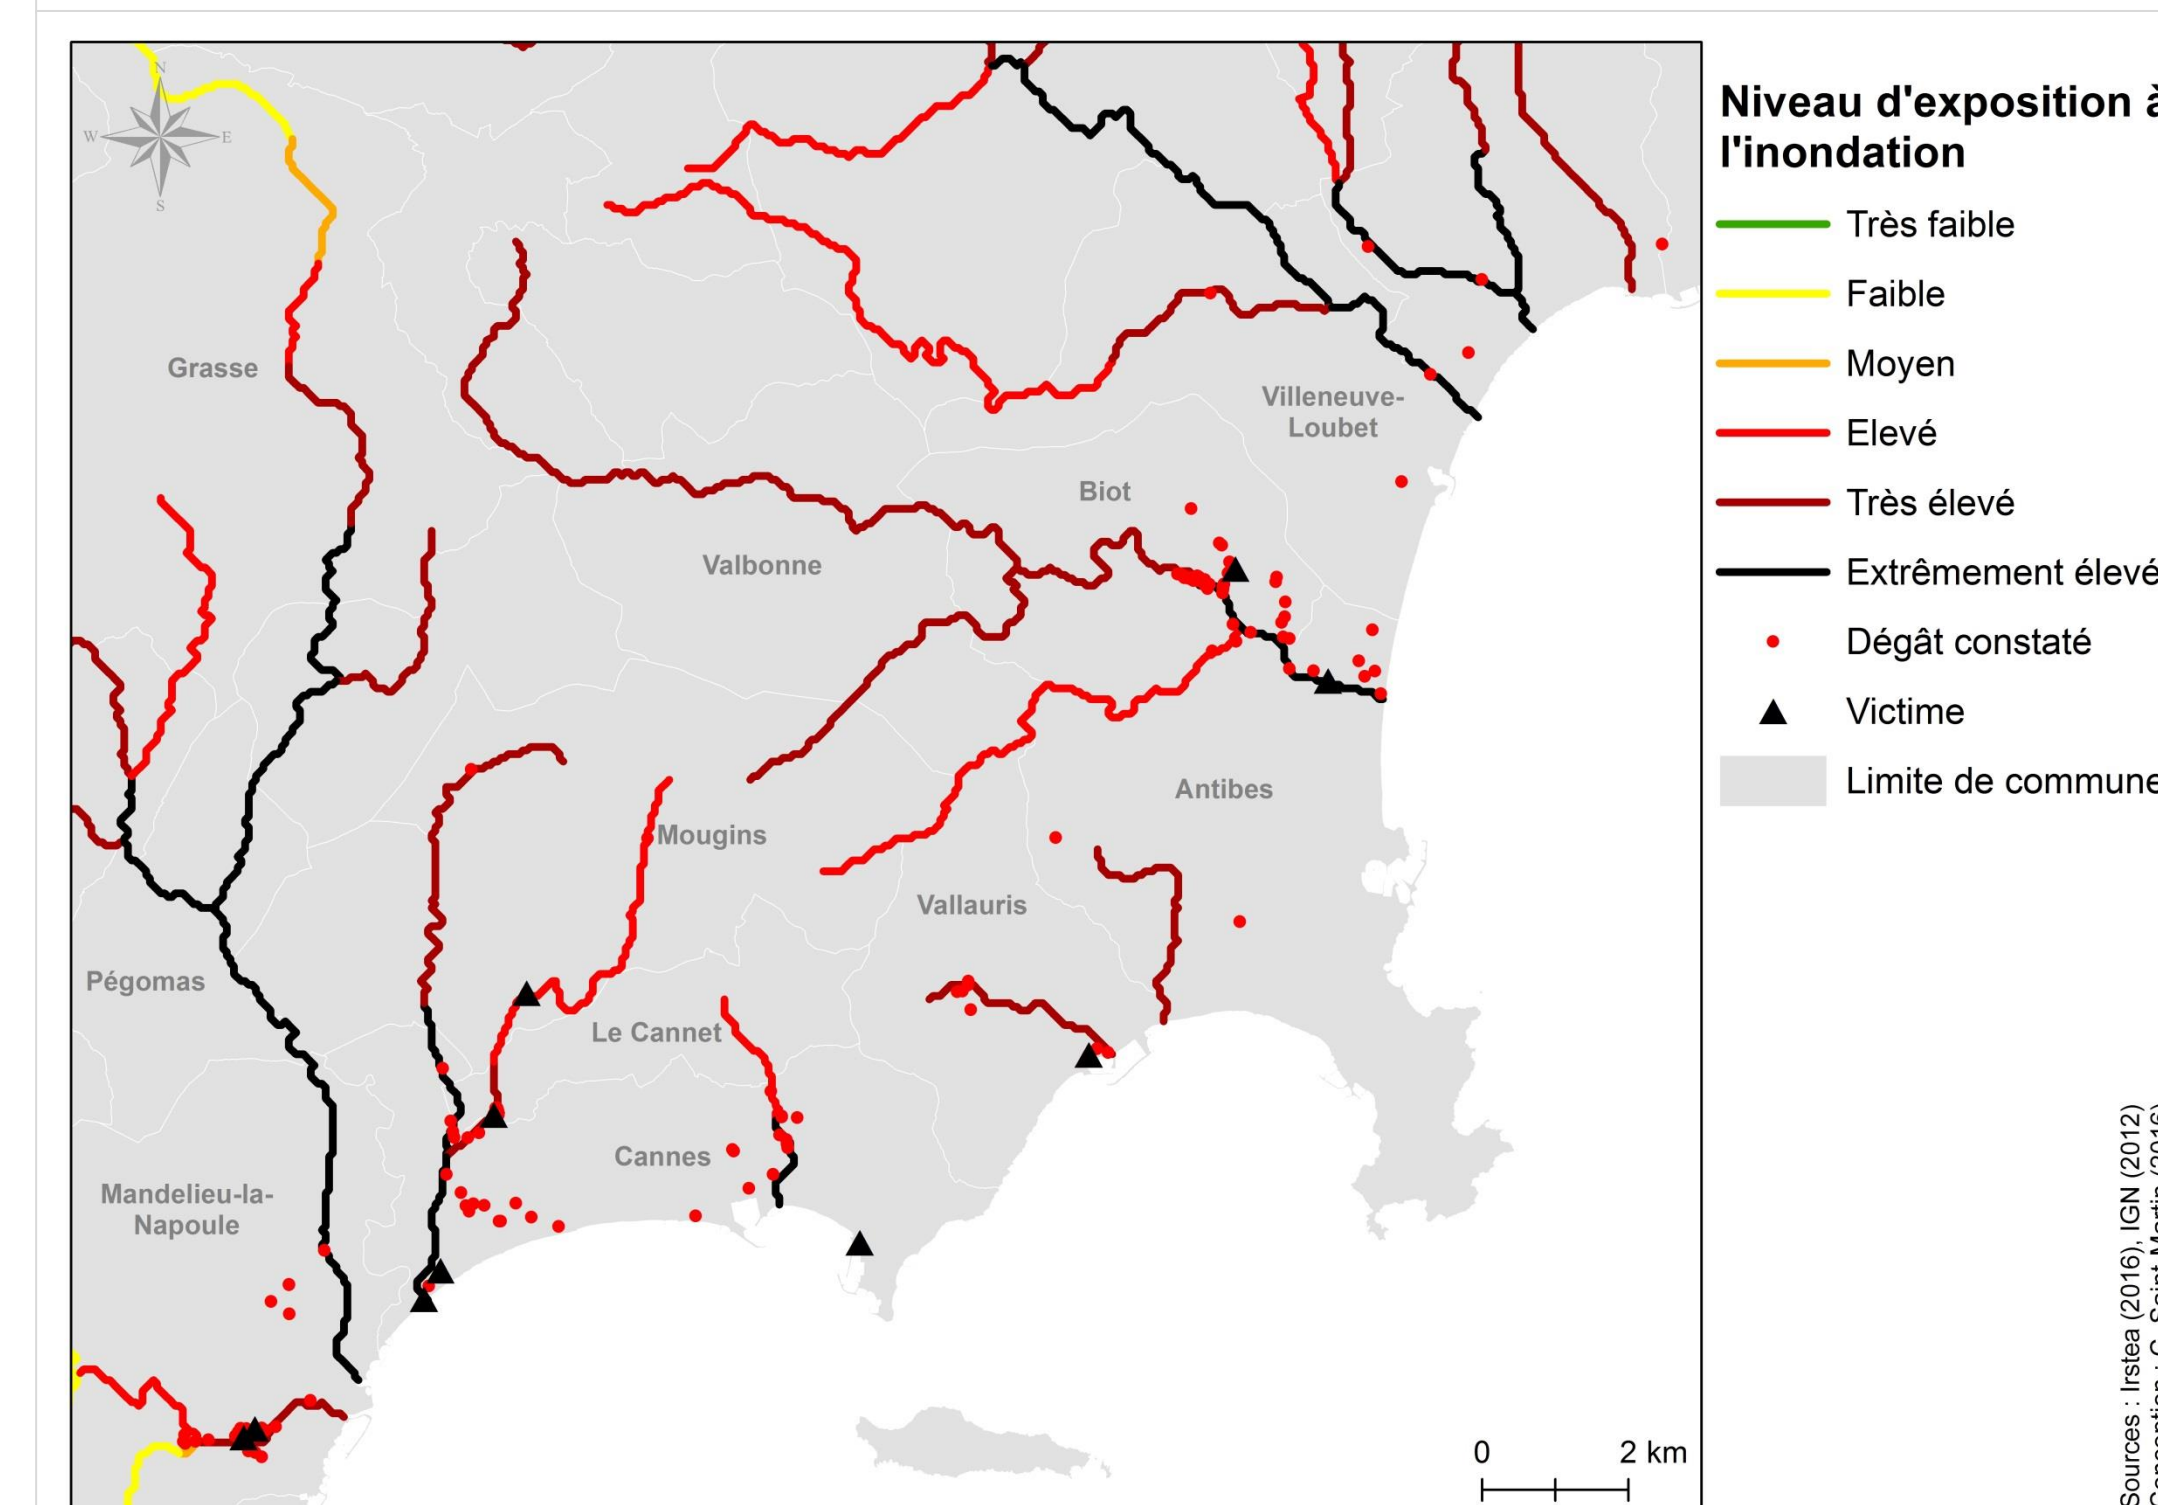 N
W
E
S
Grasse
Villeneuve-
Loubet
Biot
Valbonne
Antibes
Mougins
Vallauris
Pégomas
Le Cannet
Cannes
Mandelieu-la-
Napoule
0
2 km
Niveau d'exposition à
l'inondation
Très faible
Faible
Moyen
Elevé
Très élevé
Extrêmement élevé
Dégât constaté
Victime
Limite de commune
Sources : Irstea (2016), IGN (2012)